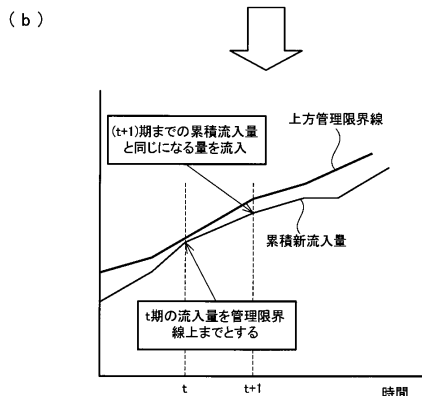 (b)
(t+1)期までの累積流入量
と同じになる量を流入
上方管理限界線
累積新流入量
t期の流入量を管理限界
線上までとする
t
t+1
時間